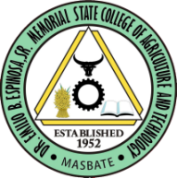 DR. EMILIO B. ESPINOSA, SR. MEMORIAL STATE COLLEGE OF AGRICULTURE AND TECHNOLOGY
ESTABLISHED
1952
• MASBATE •